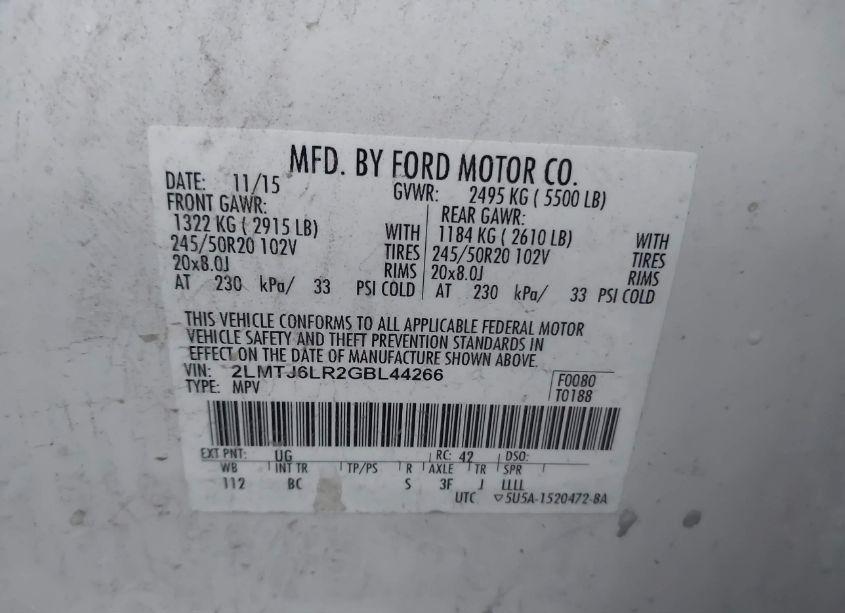 MFD. BY FORD MOTOR CO.
DATE: 11/15 GVWR: 2495 KG ( 5500 LB)
FRONT GAWR: REAR GAWR:
1322 KG ( 2915 LB) WITH 1184 KG ( 2610 LB) WITH
245/50R20 102V TIRES 245/50R20 102V TIRES
20x8.0J RIMS 20x8.0J RIMS
AT 230 kPa/ 33 PSI COLD AT 230 kPa/ 33 PSI COLD
THIS VEHICLE CONFORMS TO ALL APPLICABLE FEDERAL MOTOR
VEHICLE SAFETY AND THEFT PREVENTION STANDARDS IN
EFFECT ON THE DATE OF MANUFACTURE SHOWN ABOVE.
VIN: 2LMTJ6LR2GBL44266
TYPE: MPV
F0080
T0188
EXT PNT: UG RC: 42 DSO:
WB INT TR TP/PS R AXLE TR SPR
112 BC S 3F J LLLL
UTC ▽5U5A-1520472-BA